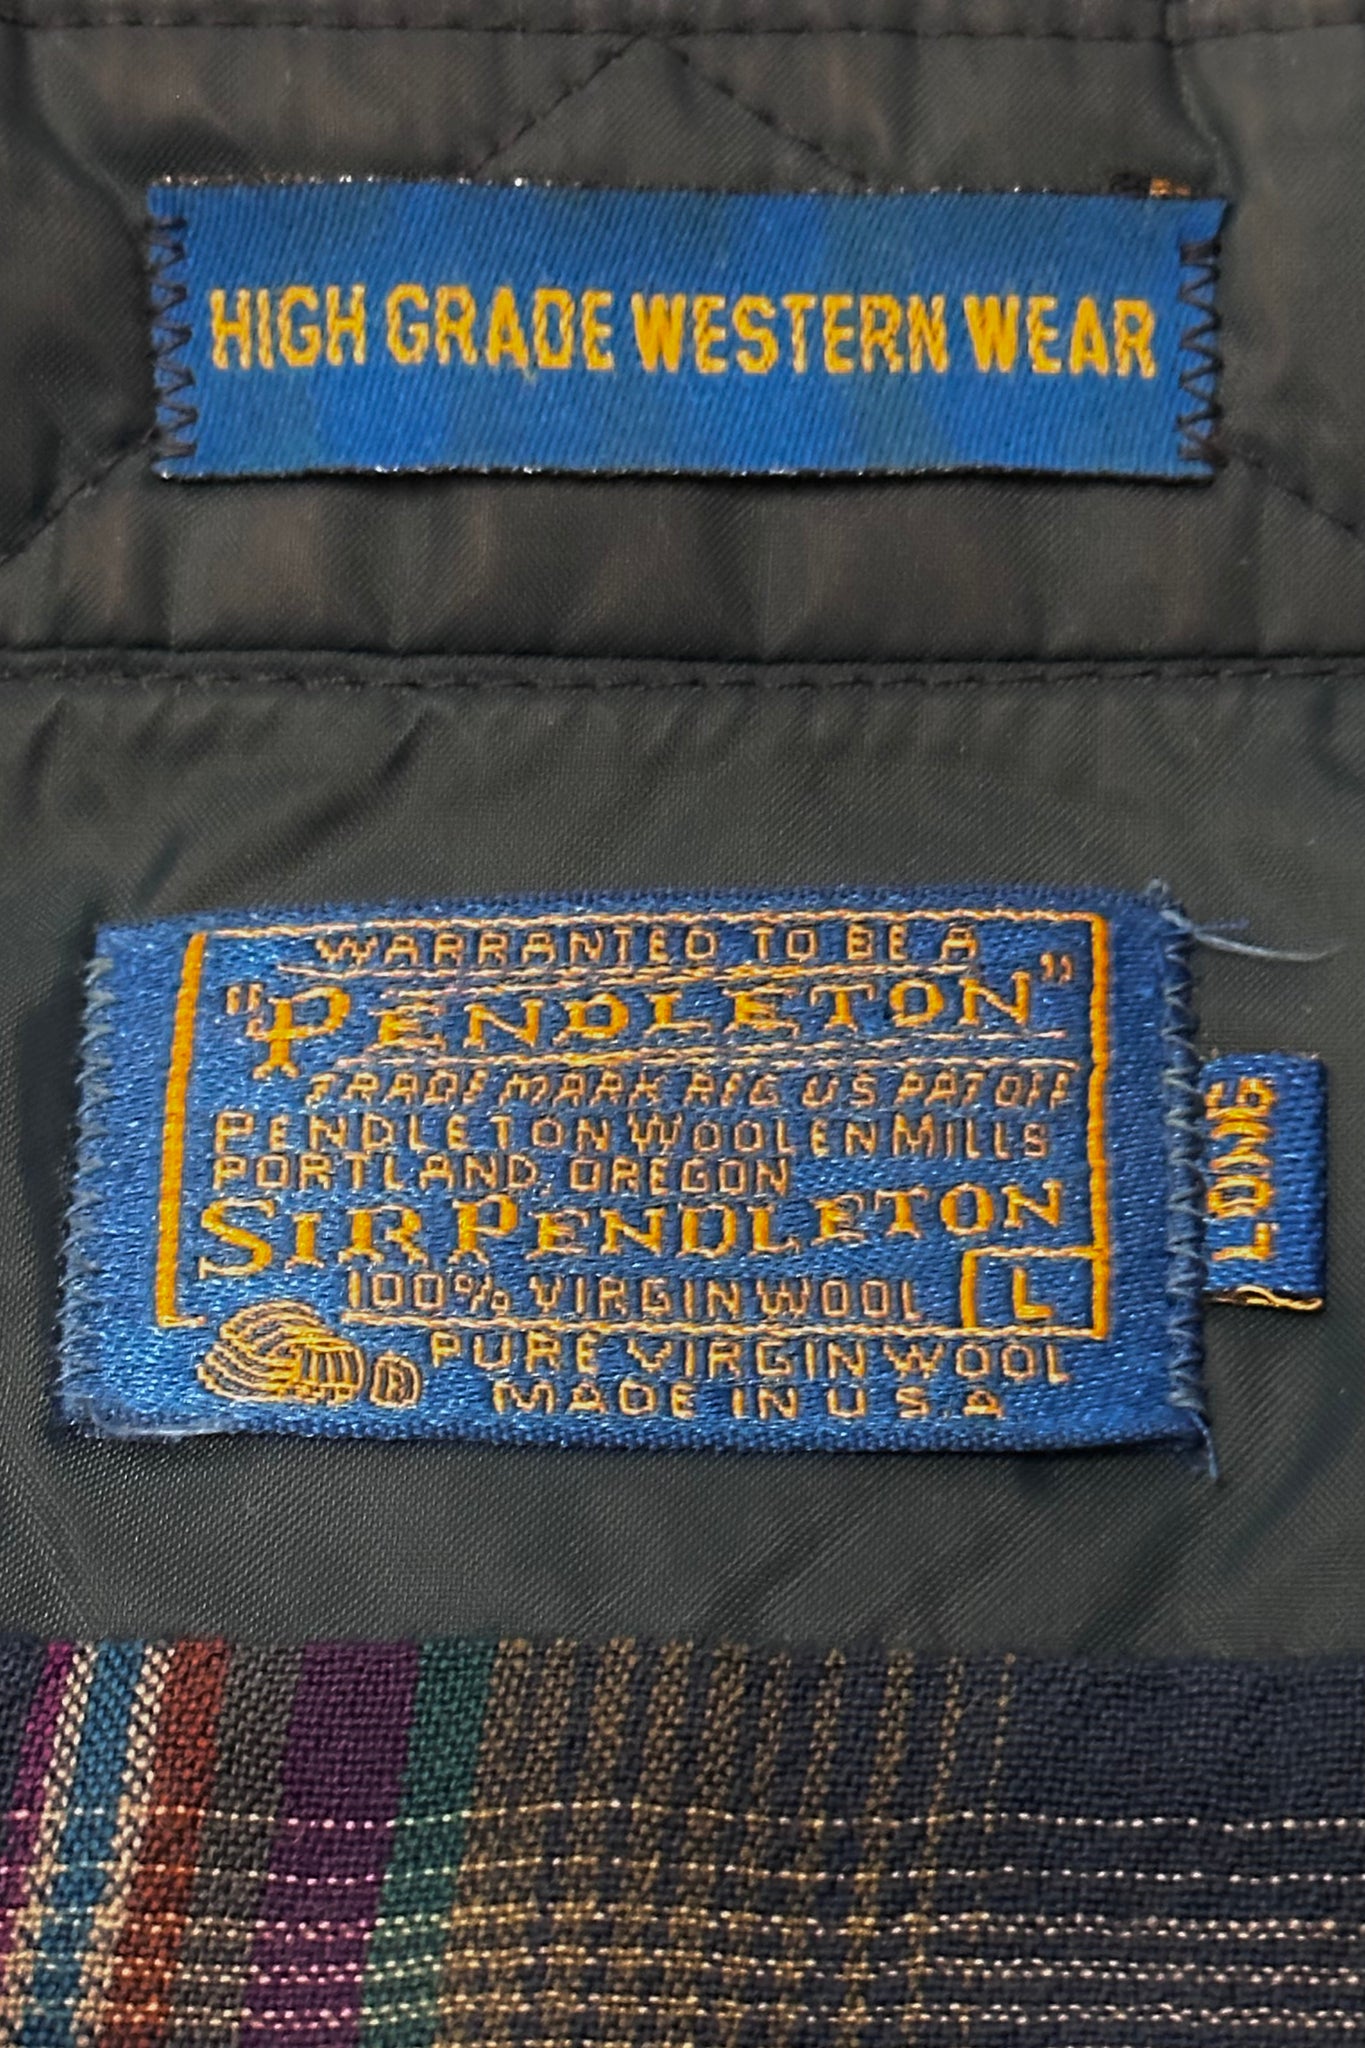 HIGH GRADE WESTERN WEAR
WARRANTED TO BE A
"PENDLETON"
TRADE MARK REG US PAT OFF
PENDLETON WOOLEN MILLS
PORTLAND, OREGON
SIR PENDLETON
100% VIRGIN WOOL L
® PURE VIRGIN WOOL
MADE IN U.S.A
LONG